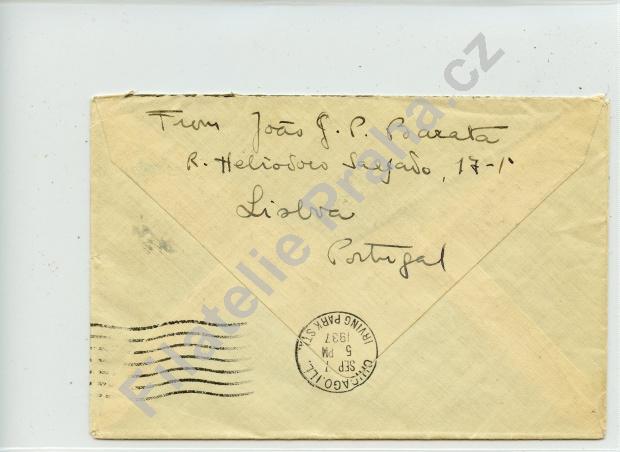 From João G. P. Barata
R. Heliodoro Salgado, 17-1º
Lisboa
Portugal
CHICAGO, ILL.
SEP
5 PM
1937
IRVING PARK STA.
Filatelie Praha.cz